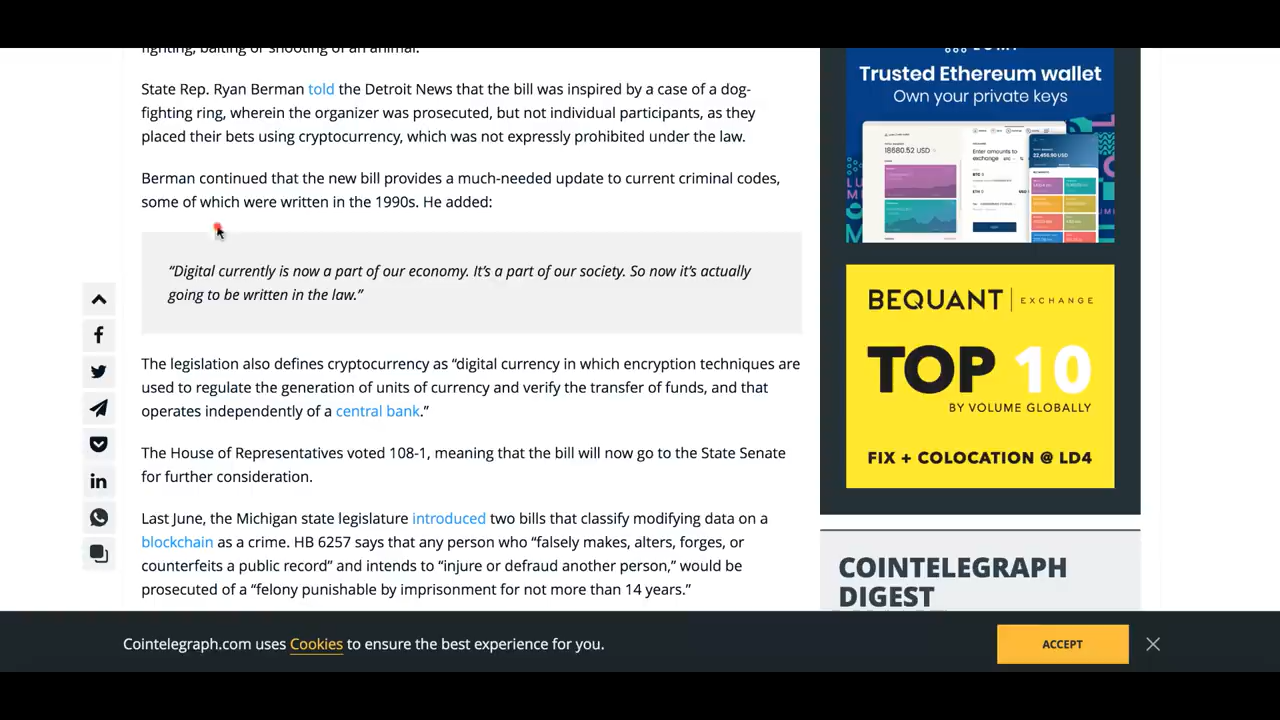 fighting, baiting or shooting of an animal.
State Rep. Ryan Berman told the Detroit News that the bill was inspired by a case of a dog-
fighting ring, wherein the organizer was prosecuted, but not individual participants, as they
placed their bets using cryptocurrency, which was not expressly prohibited under the law.
Berman continued that the new bill provides a much-needed update to current criminal codes,
some of which were written in the 1990s. He added:
“Digital currently is now a part of our economy. It’s a part of our society. So now it’s actually
going to be written in the law.”
The legislation also defines cryptocurrency as “digital currency in which encryption techniques are
used to regulate the generation of units of currency and verify the transfer of funds, and that
operates independently of a central bank.”
The House of Representatives voted 108-1, meaning that the bill will now go to the State Senate
for further consideration.
Last June, the Michigan state legislature introduced two bills that classify modifying data on a
blockchain as a crime. HB 6257 says that any person who “falsely makes, alters, forges, or
counterfeits a public record” and intends to “injure or defraud another person,” would be
prosecuted of a “felony punishable by imprisonment for not more than 14 years.”
Trusted Ethereum wallet
Own your private keys
18680.52 USD
Enter amounts to
exchange
22,456.90 USD
BEQUANT | EXCHANGE
TOP 10
BY VOLUME GLOBALLY
FIX + COLOCATION @ LD4
COINTELEGRAPH
DIGEST
Cointelegraph.com uses Cookies to ensure the best experience for you.
ACCEPT